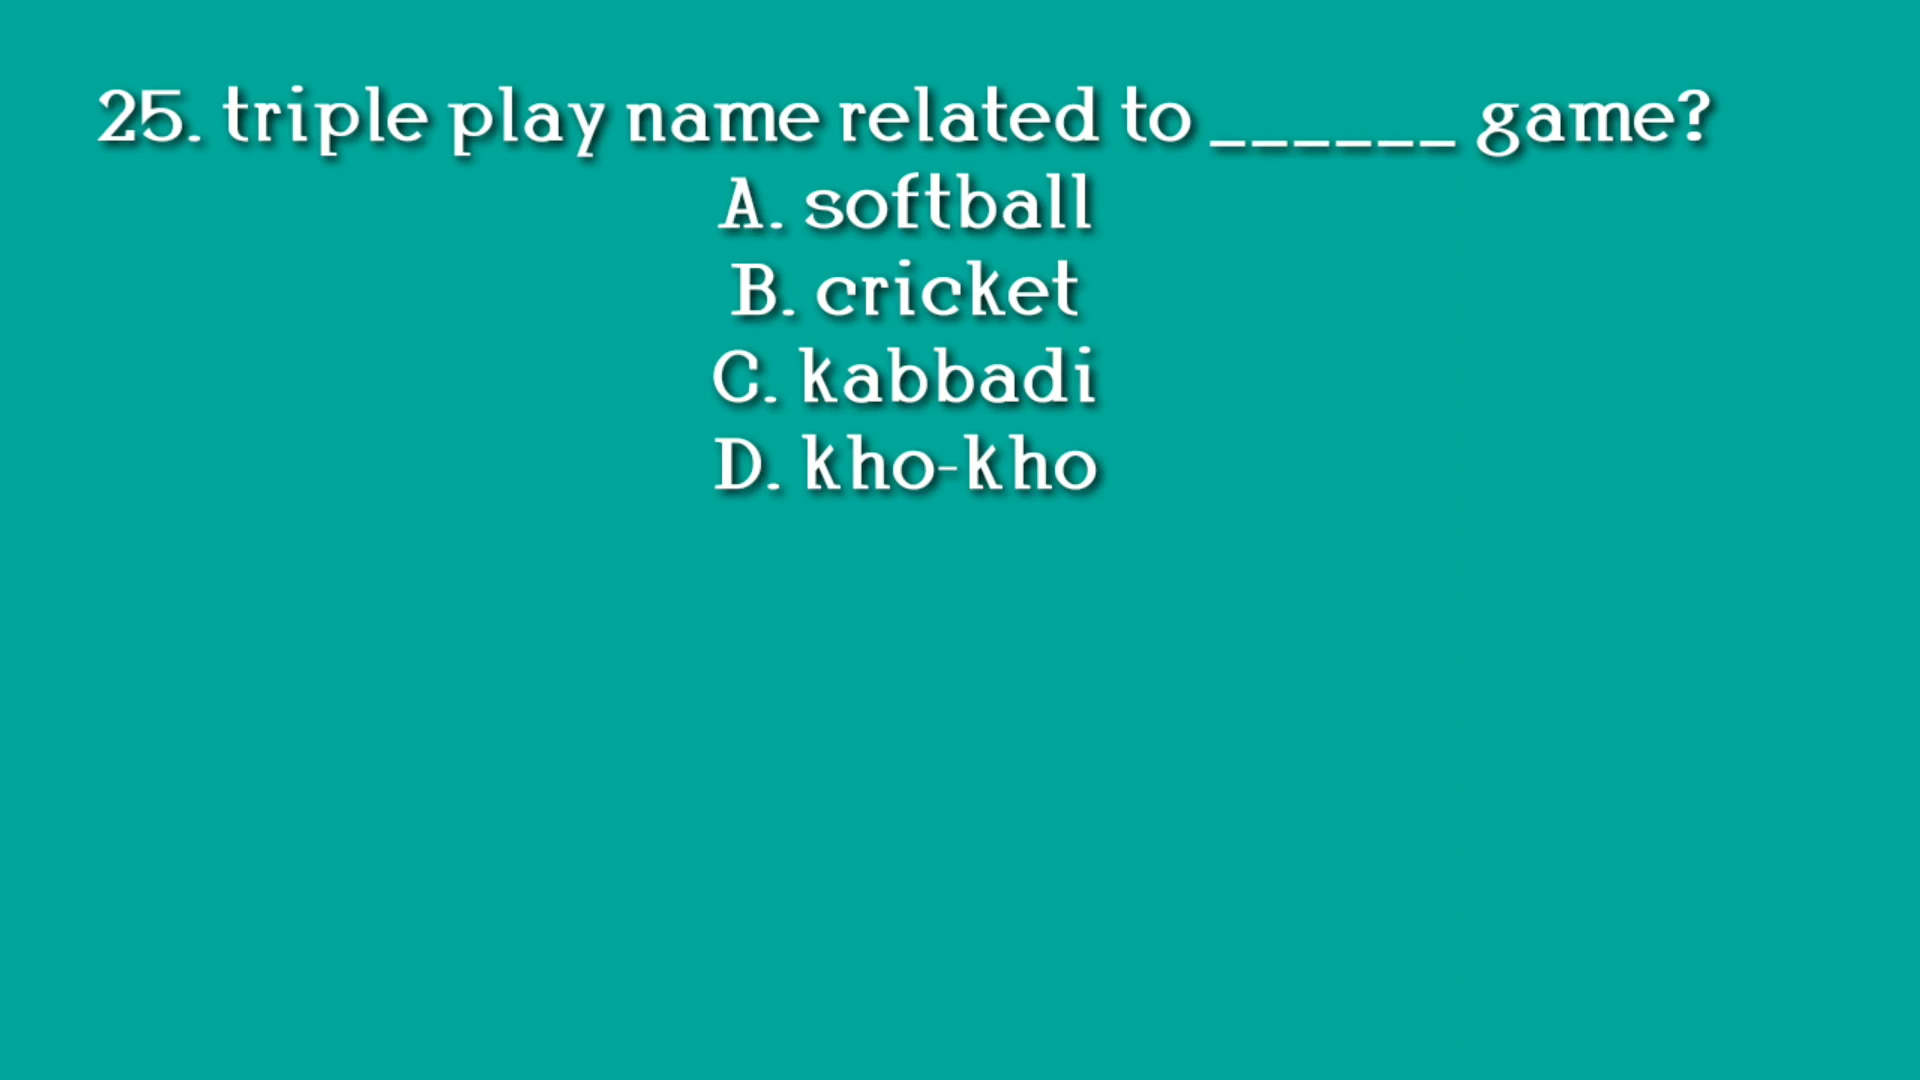 25. triple play name related to ______ game?
A. softball
B. cricket
C. kabbadi
D. kho-kho